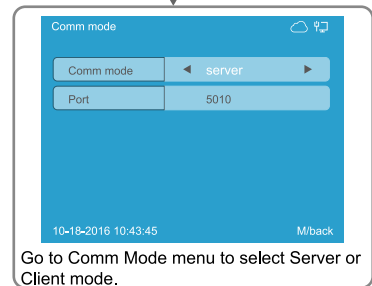 Comm mode
Comm mode server
Port 5010
10-18-2016 10:43:45 M/back
Go to Comm Mode menu to select Server or
Client mode.